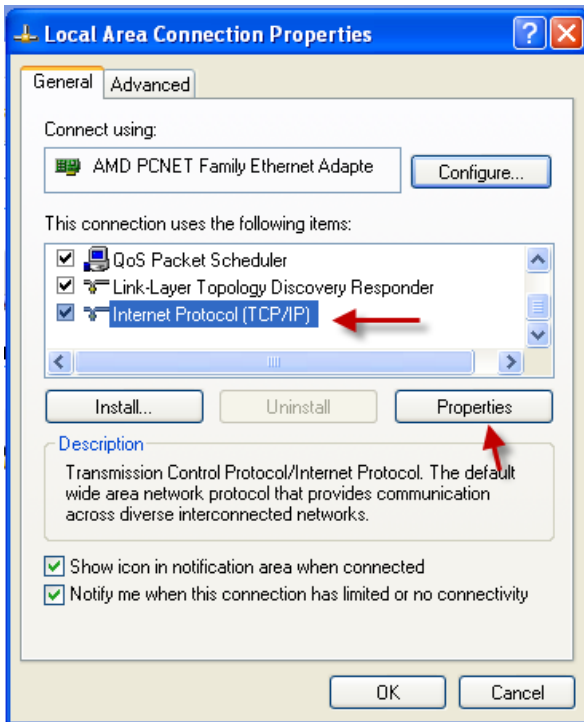 Local Area Connection Properties
General
Advanced
Connect using:
AMD PCNET Family Ethernet Adapte
Configure...
This connection uses the following items:
QoS Packet Scheduler
Link-Layer Topology Discovery Responder
Internet Protocol (TCP/IP)
Install...
Uninstall
Properties
Description
Transmission Control Protocol/Internet Protocol. The default
wide area network protocol that provides communication
across diverse interconnected networks.
Show icon in notification area when connected
Notify me when this connection has limited or no connectivity
OK
Cancel